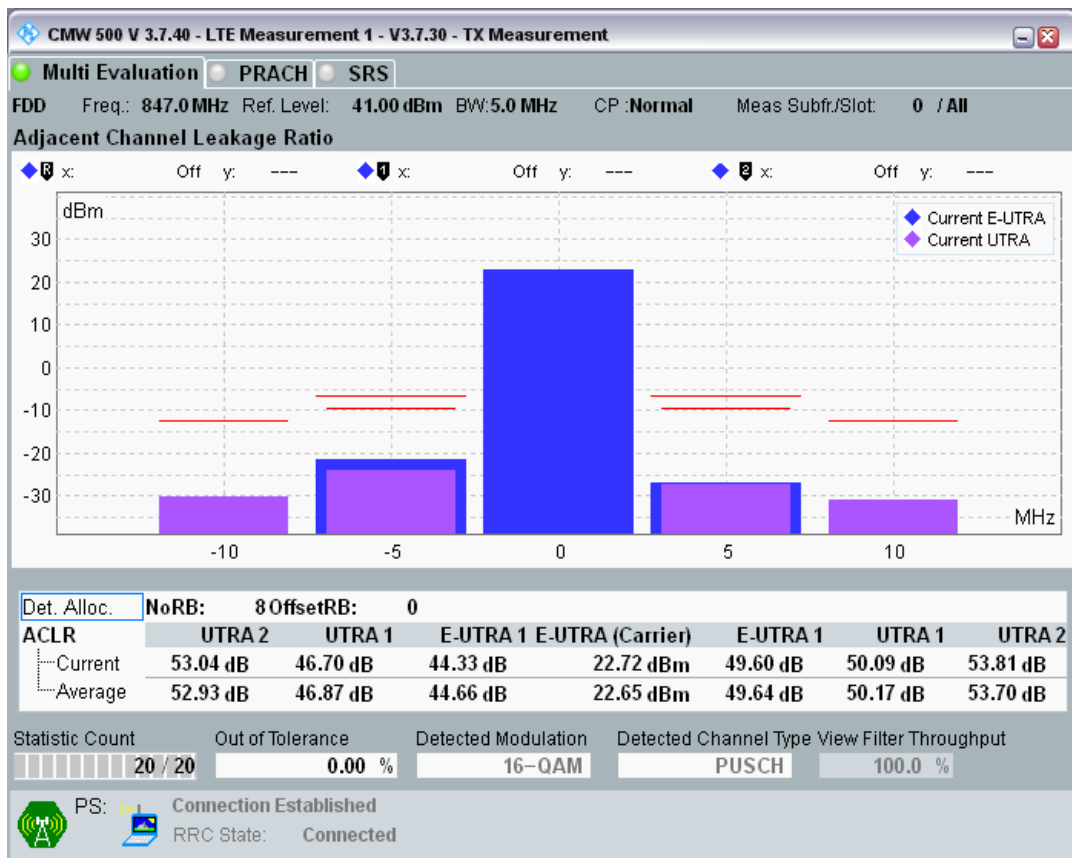 CMW 500 V 3.7.40 - LTE Measurement 1 - V3.7.30 - TX Measurement
Multi Evaluation PRACH SRS
FDD Freq.: 847.0 MHz Ref. Level: 41.00 dBm BW:5.0 MHz CP :Normal Meas Subfr./Slot: 0 / All
Adjacent Channel Leakage Ratio
R x: Off y: --- 1 x: Off y: --- 2 x: Off y: ---
dBm
Current E-UTRA
Current UTRA
30
20
10
0
-10
-20
-30
MHz
-10 -5 0 5 10
Det. Alloc. NoRB: 8 OffsetRB: 0
ACLR UTRA 2 UTRA 1 E-UTRA 1 E-UTRA (Carrier) E-UTRA 1 UTRA 1 UTRA 2
Current 53.04 dB 46.70 dB 44.33 dB 22.72 dBm 49.60 dB 50.09 dB 53.81 dB
Average 52.93 dB 46.87 dB 44.66 dB 22.65 dBm 49.64 dB 50.17 dB 53.70 dB
Statistic Count Out of Tolerance Detected Modulation Detected Channel Type View Filter Throughput
20 / 20 0.00 % 16-QAM PUSCH 100.0 %
PS: Connection Established
RRC State: Connected